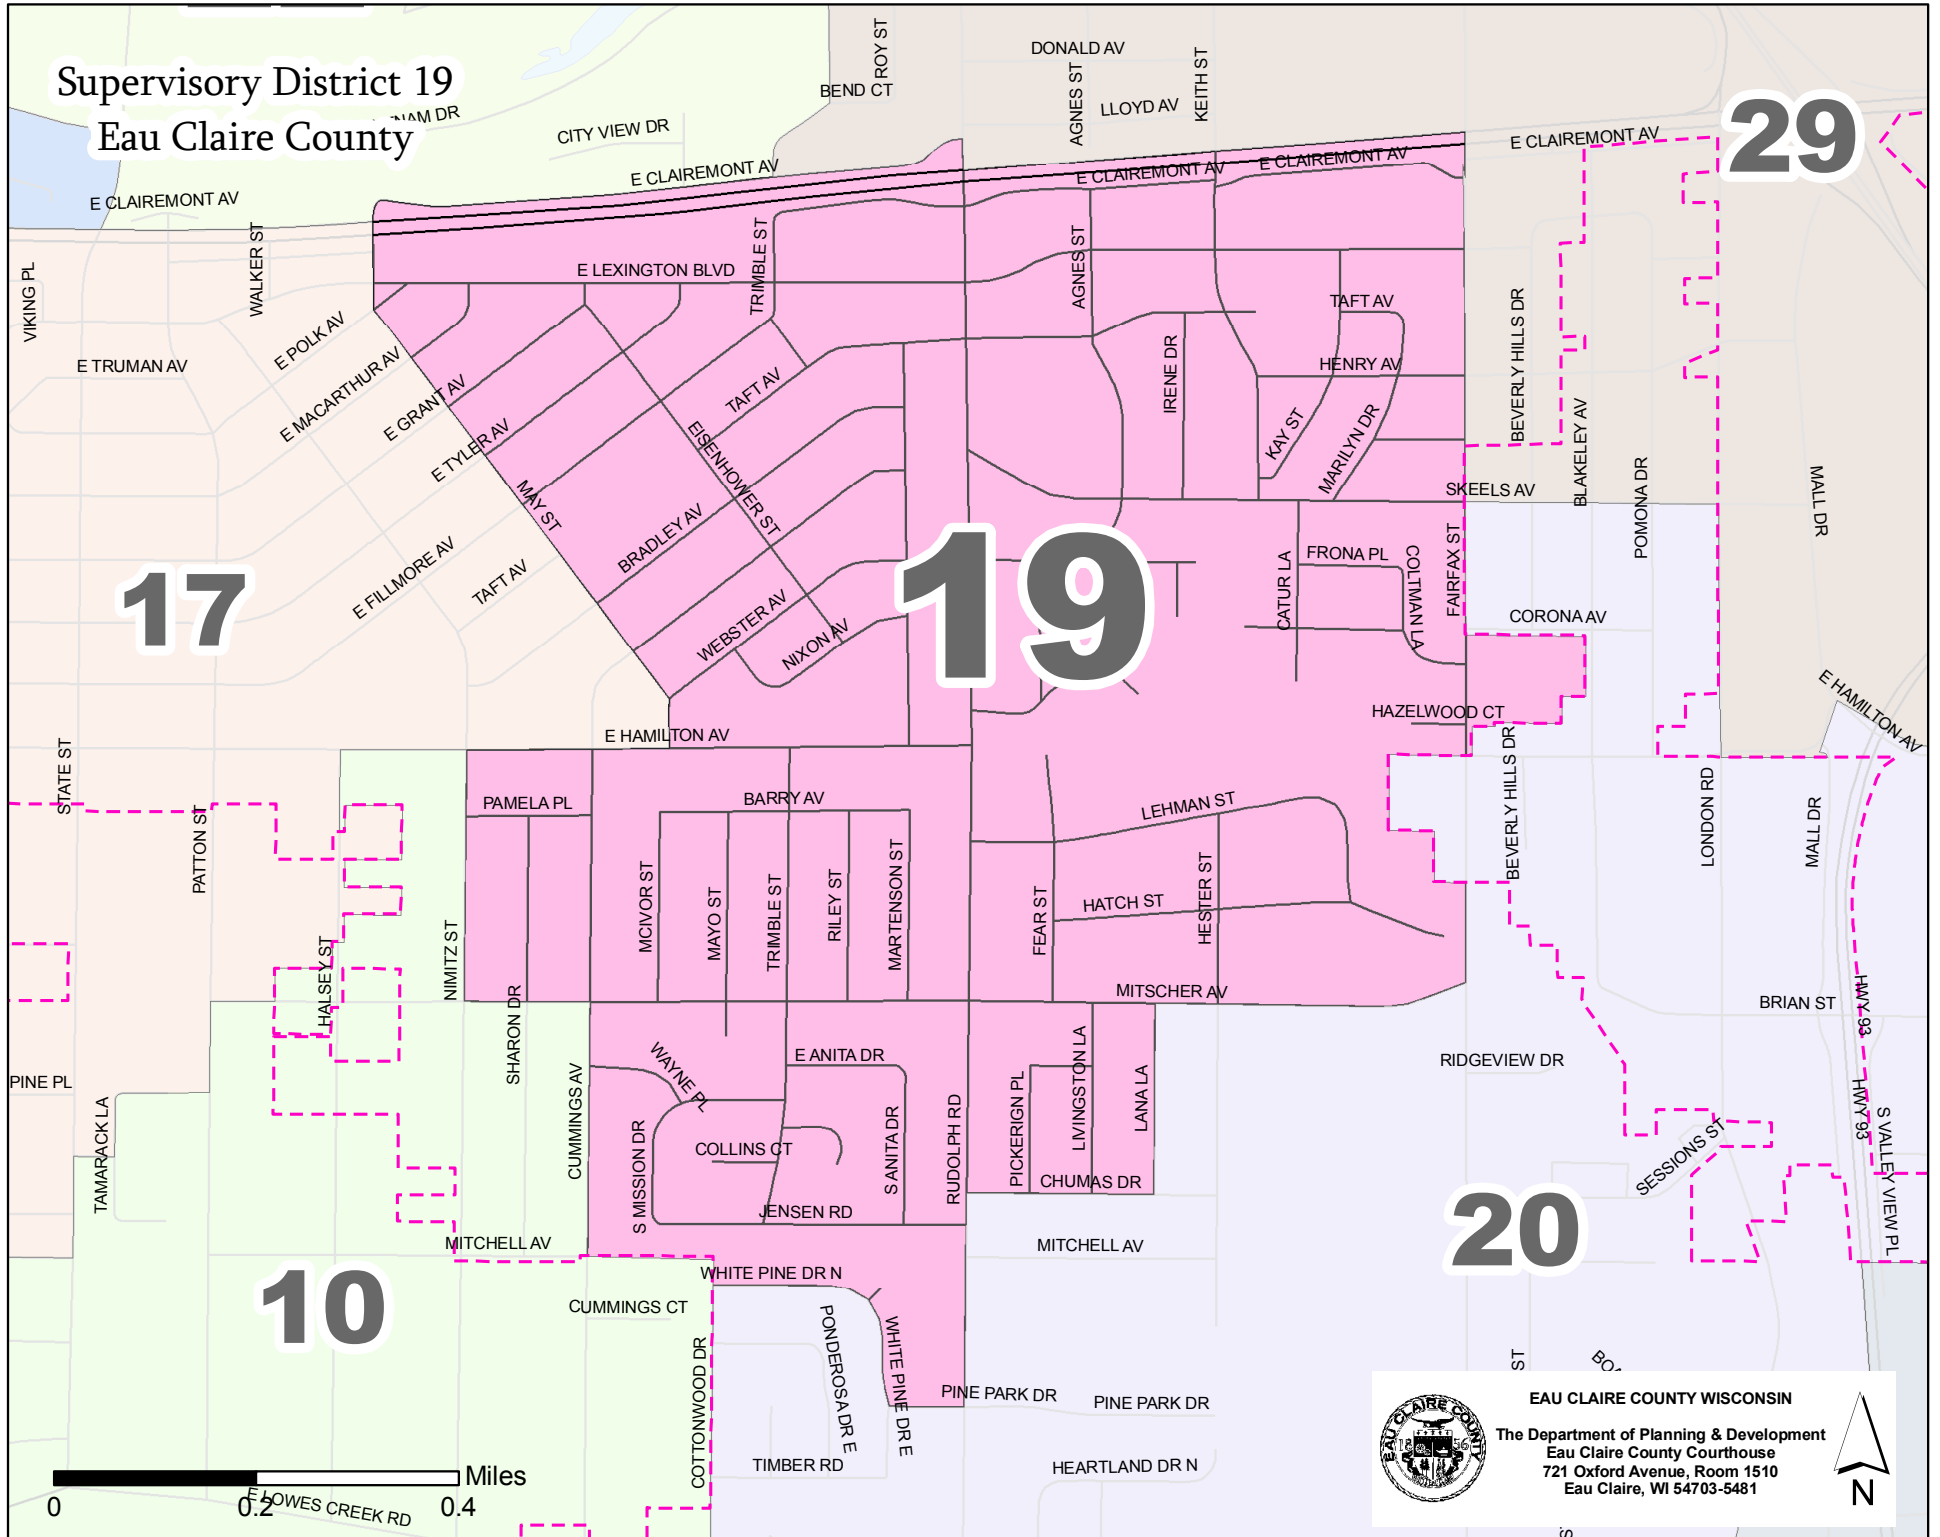 Supervisory District 19
Eau Claire County
ROY ST
DONALD AV
BEND CT
AGNES ST
LLOYD AV
KEITH ST
29
NAM DR
CITY VIEW DR
E CLAIREMONT AV
E CLAIREMONT AV
E CLAIREMONT AV
E CLAIREMONT AV
E CLAIREMONT AV
WALKER ST
VIKING PL
E LEXINGTON BLVD
TRIMBLE ST
AGNES ST
TAFT AV
BEVERLY HILLS DR
E POLK AV
E TRUMAN AV
E MACARTHUR AV
E GRANT AV
E TYLER AV
TAFT AV
IRENE DR
HENRY AV
KAY ST
MARILYN DR
BLAKELEY AV
POMONA DR
MALL DR
EISENHOWER ST
MAY ST
SKEELS AV
BRADLEY AV
17
E FILLMORE AV
TAFT AV
19
CATUR LA
FRONA PL
COLTMAN LA
FAIRFAX ST
CORONA AV
WEBSTER AV
NIXON AV
E HAMILTON AV
HAZELWOOD CT
E HAMILTON AV
STATE ST
BEVERLY HILLS DR
LONDON RD
MALL DR
PATTON ST
PAMELA PL
BARRY AV
LEHMAN ST
MCIVOR ST
MAYO ST
TRIMBLE ST
RILEY ST
MARTENSON ST
FEAR ST
HATCH ST
HESTER ST
HALSEY ST
NIMITZ ST
SHARON DR
MITSCHER AV
HWY 93
BRIAN ST
PINE PL
WAYNE PL
E ANITA DR
RIDGEVIEW DR
TAMARACK LA
CUMMINGS AV
S MISSION DR
COLLINS CT
S ANITA DR
RUDOLPH RD
PICKERIGN PL
LIVINGSTON LA
LANA LA
CHUMAS DR
HWY 93
S VALLEY VIEW PL
SESSIONS ST
JENSEN RD
MITCHELL AV
MITCHELL AV
20
10
WHITE PINE DR N
CUMMINGS CT
PONDEROSA DR E
WHITE PINE DR E
COTTONWOOD DR
PINE PARK DR
PINE PARK DR
TIMBER RD
HEARTLAND DR N
ST
E LOWES CREEK RD
Miles
0
0.2
0.4
EAU CLAIRE COUNTY
1856
EAU CLAIRE COUNTY WISCONSIN
The Department of Planning & Development
Eau Claire County Courthouse
721 Oxford Avenue, Room 1510
Eau Claire, WI 54703-5481
N